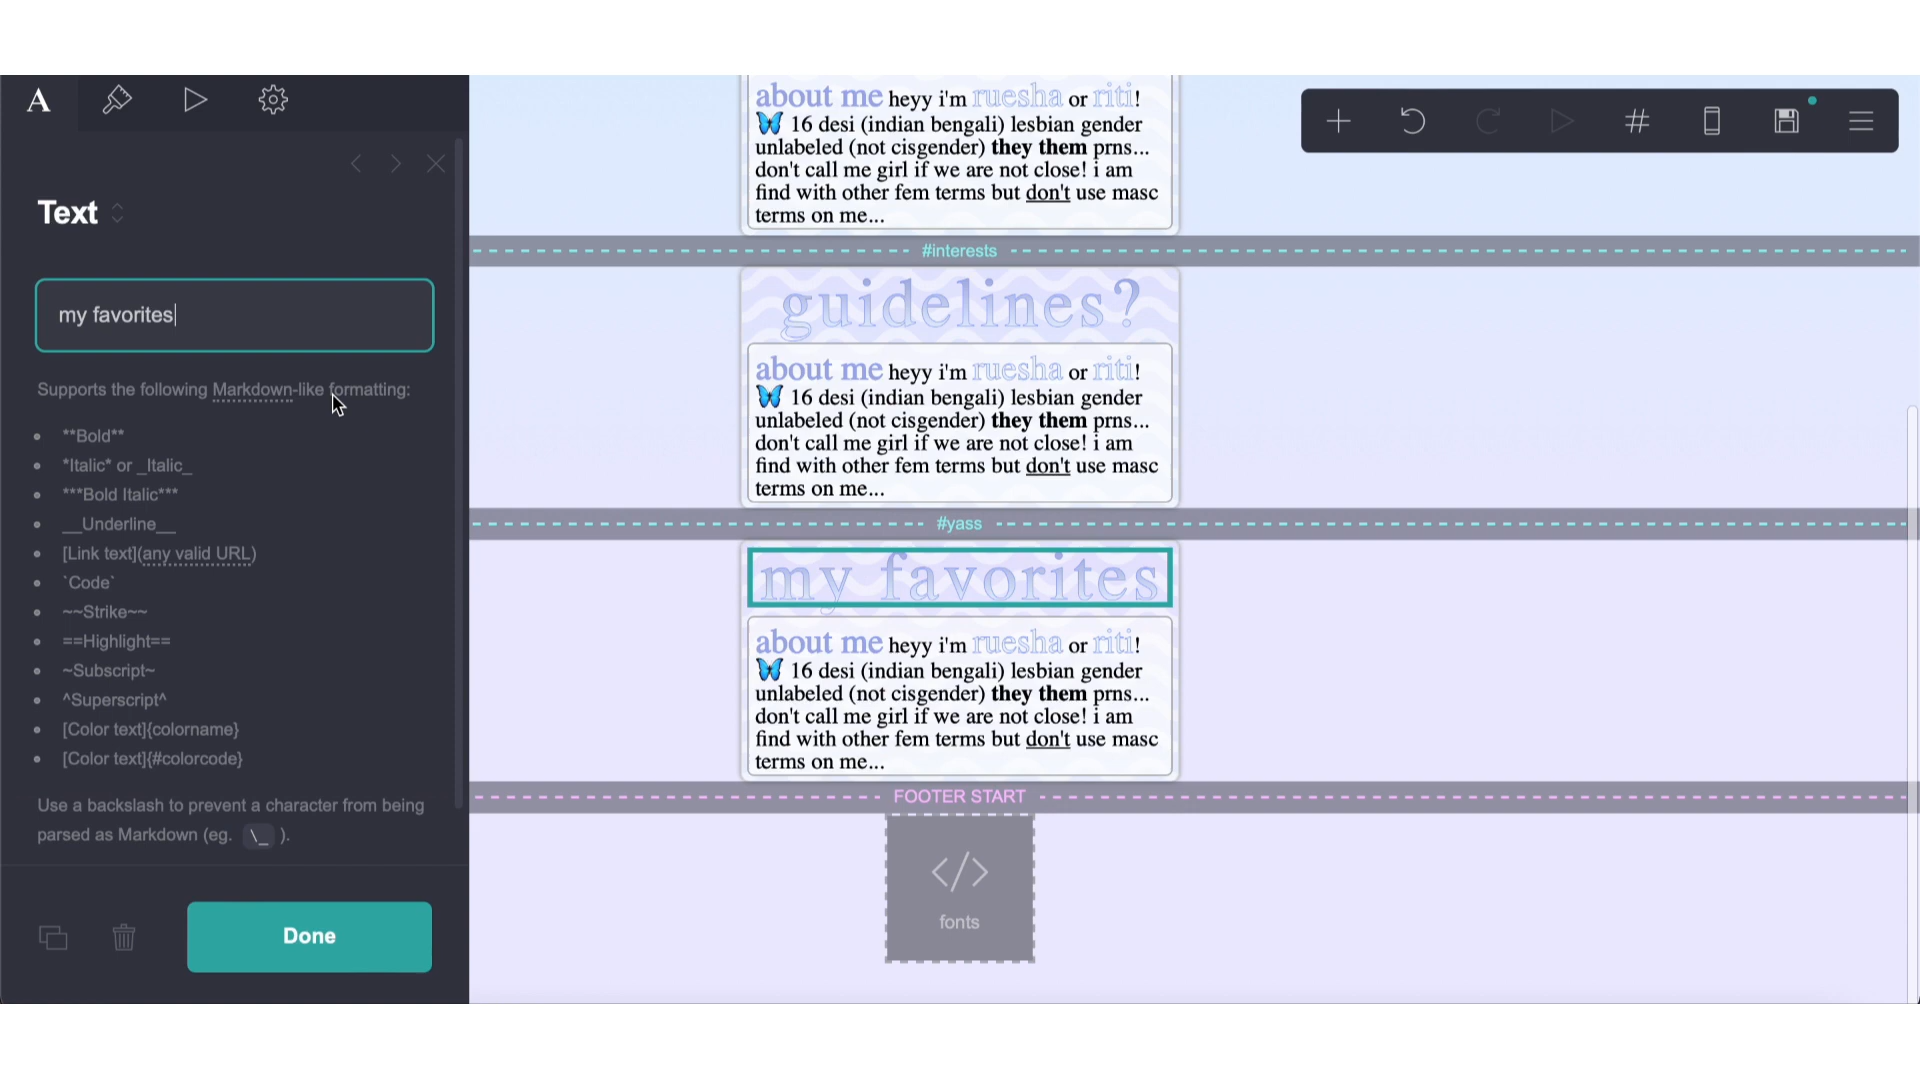 A
Text
my favorites
Supports the following Markdown-like formatting:
**Bold**
*Italic* or _Italic_
***Bold Italic***
__Underline__
[Link text](any valid URL)
`Code`
~~Strike~~
==Highlight==
~Subscript~
^Superscript^
[Color text]{colorname}
[Color text]{#colorcode}
Use a backslash to prevent a character from being
parsed as Markdown (eg. \_ ).
Done
about me heyy i'm ruesha or riti!
🦋 16 desi (indian bengali) lesbian gender
unlabeled (not cisgender) they them prns...
don't call me girl if we are not close! i am
find with other fem terms but don't use masc
terms on me...
#interests
guidelines?
about me heyy i'm ruesha or riti!
🦋 16 desi (indian bengali) lesbian gender
unlabeled (not cisgender) they them prns...
don't call me girl if we are not close! i am
find with other fem terms but don't use masc
terms on me...
#yass
my favorites
about me heyy i'm ruesha or riti!
🦋 16 desi (indian bengali) lesbian gender
unlabeled (not cisgender) they them prns...
don't call me girl if we are not close! i am
find with other fem terms but don't use masc
terms on me...
FOOTER START
</>
fonts